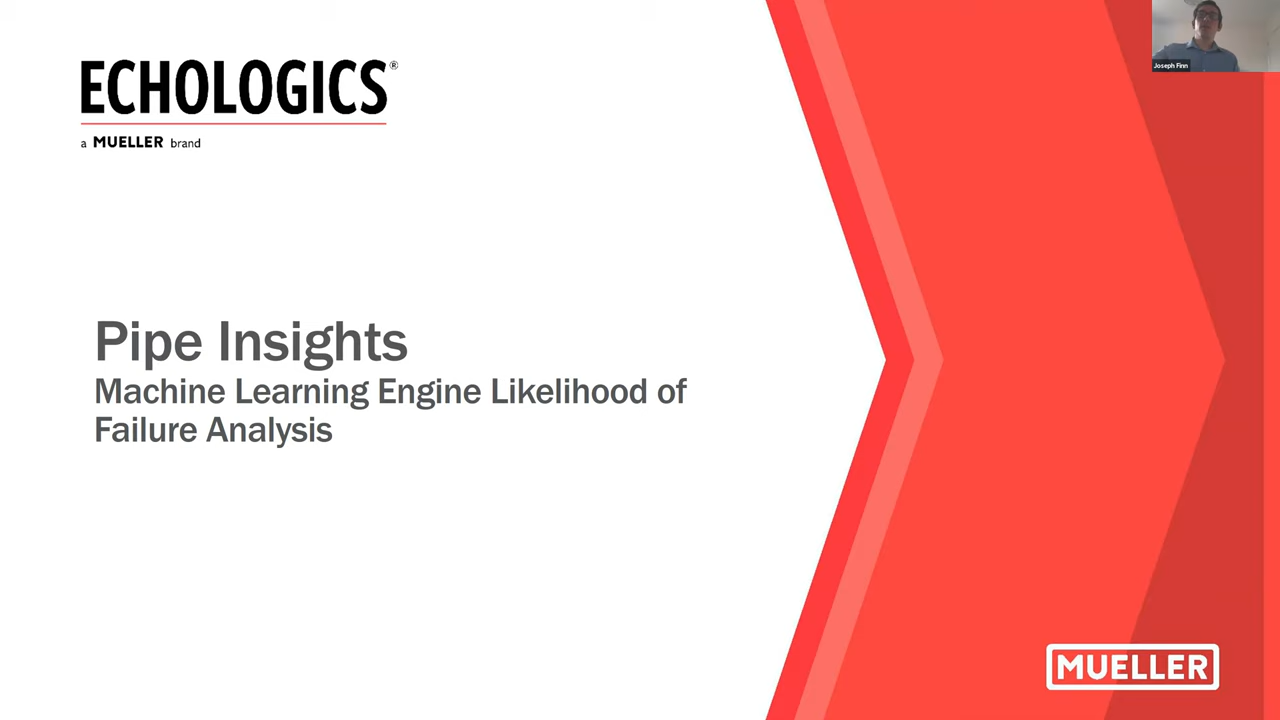 ECHOLOGICS®
a MUELLER brand
Joseph Finn
Pipe Insights
Machine Learning Engine Likelihood of
Failure Analysis
MUELLER